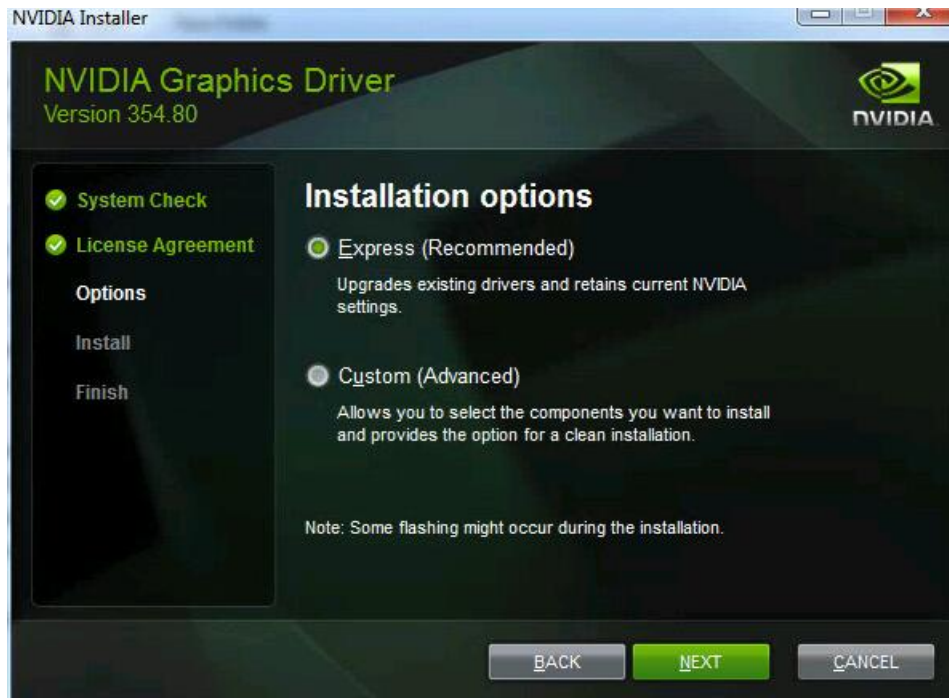 NVIDIA Installer
NVIDIA Graphics Driver
Version 354.80
NVIDIA
System Check
License Agreement
Options
Install
Finish
Installation options
Express (Recommended)
Upgrades existing drivers and retains current NVIDIA
settings.
Custom (Advanced)
Allows you to select the components you want to install
and provides the option for a clean installation.
Note: Some flashing might occur during the installation.
BACK
NEXT
CANCEL